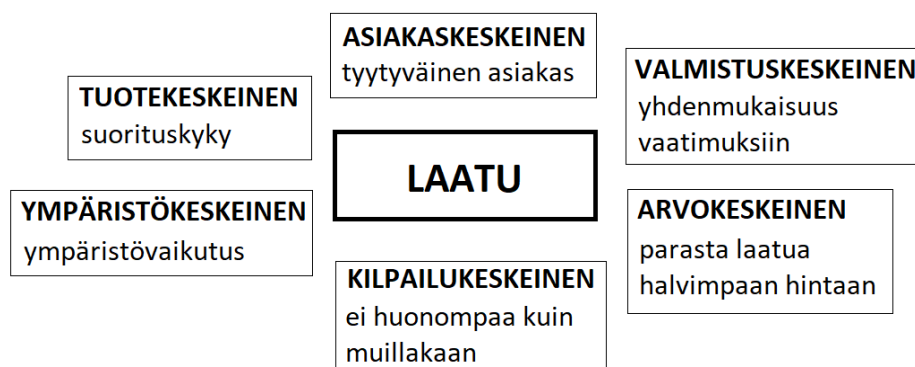 ASIAKASKESKEINEN
tyytyväinen asiakas
VALMISTUSKESKEINEN
yhdenmukaisuus
vaatimuksiin
TUOTEKESKEINEN
suorituskyky
LAATU
YMPÄRISTÖKESKEINEN
ympäristövaikutus
ARVOKESKEINEN
parasta laatua
halvimpaan hintaan
KILPAILUKESKEINEN
ei huonompaa kuin
muillakaan